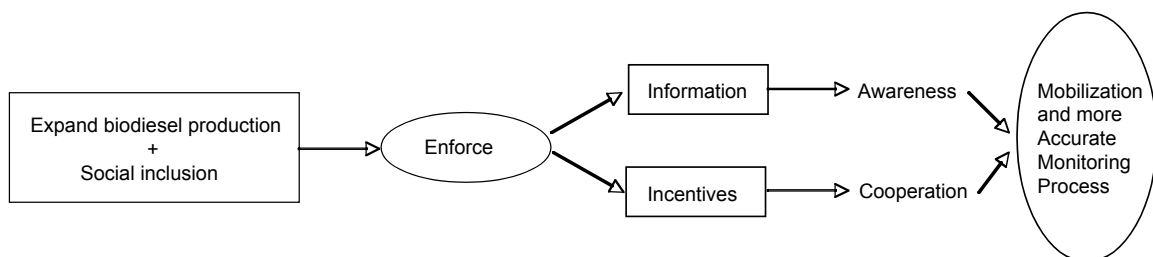 Expand biodiesel production
+
Social inclusion
Enforce
Information
Incentives
Awareness
Cooperation
Mobilization
and more
Accurate
Monitoring
Process